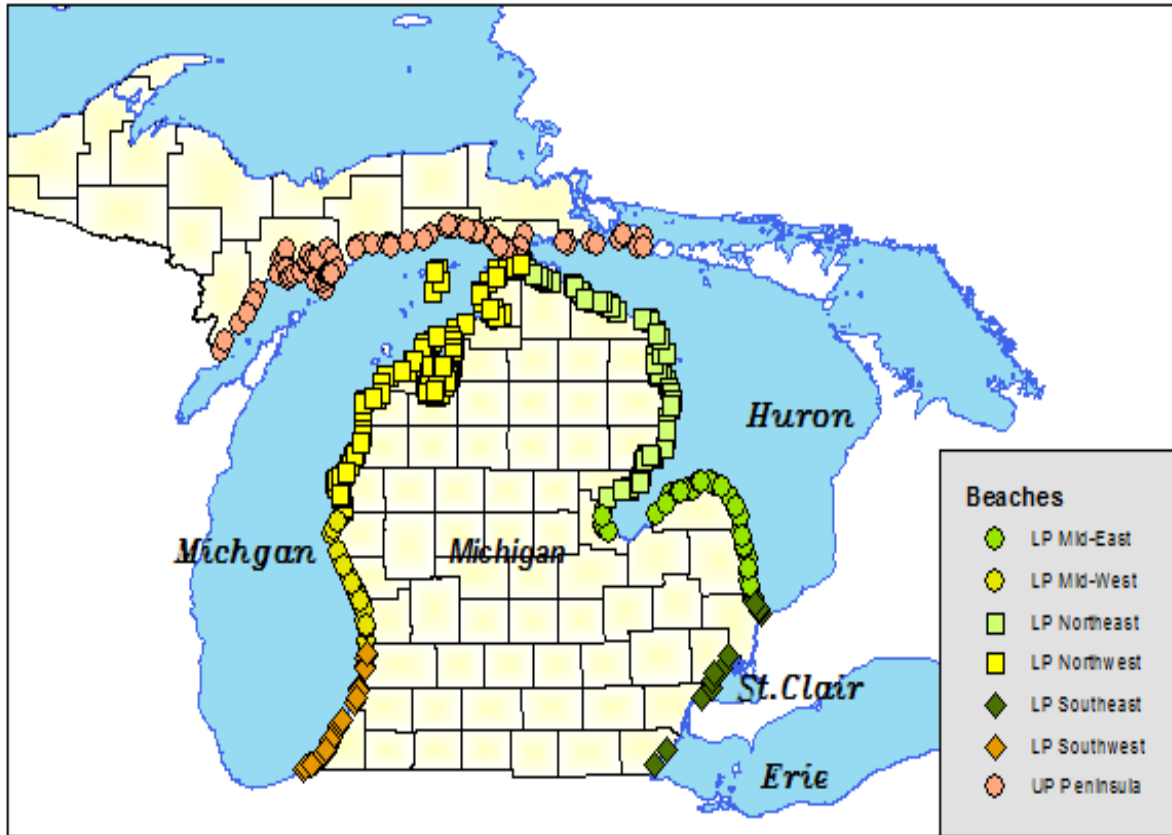 Huron
Michgan
Michigan
St.Clair
Erie
Beaches
LP Mid-East
LP Mid-West
LP Northeast
LP Northwest
LP Southeast
LP Southwest
UP Peninsula